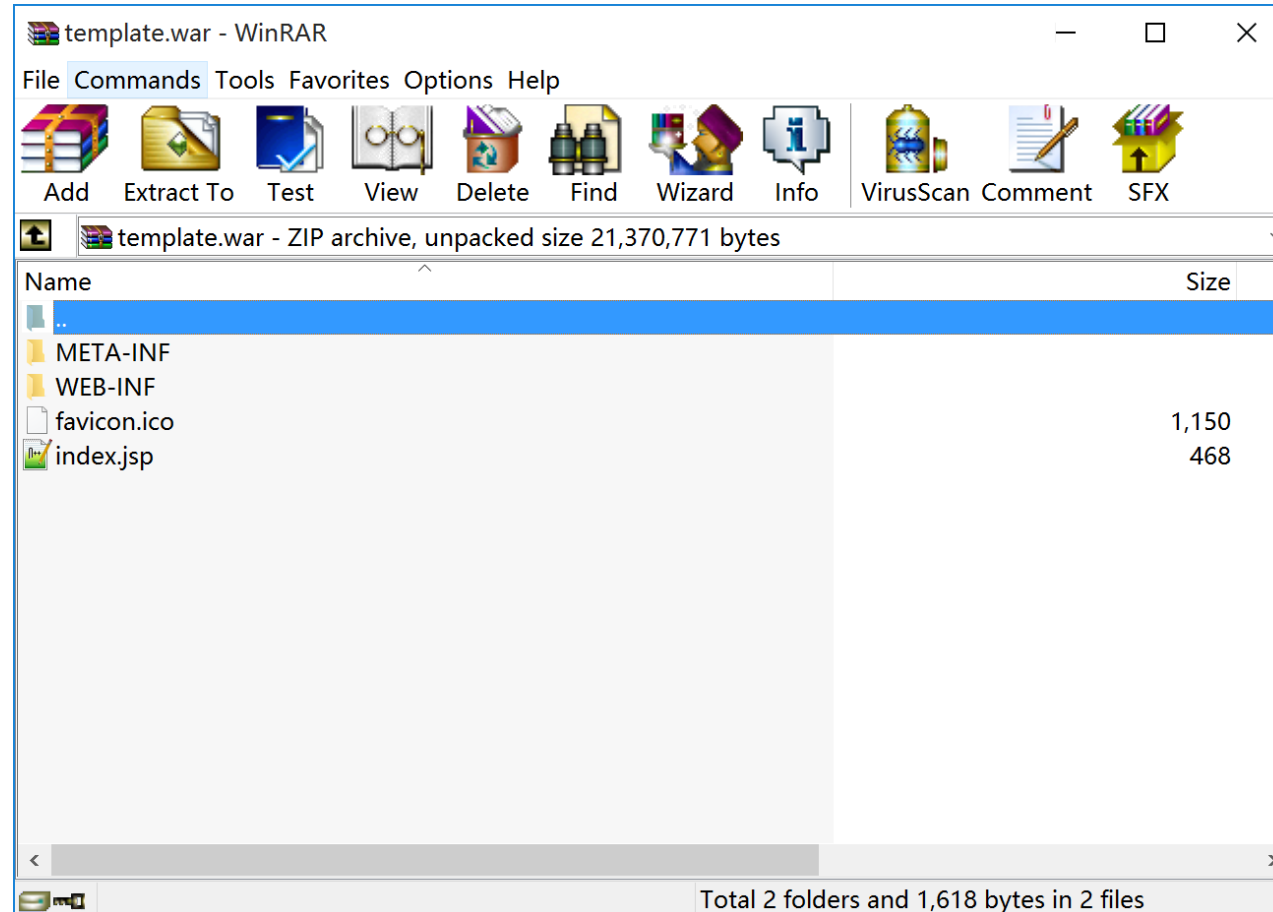 template.war - WinRAR
File Commands Tools Favorites Options Help
Add Extract To Test View Delete Find Wizard Info VirusScan Comment SFX
template.war - ZIP archive, unpacked size 21,370,771 bytes
Name Size
..
META-INF
WEB-INF
favicon.ico 1,150
index.jsp 468
Total 2 folders and 1,618 bytes in 2 files